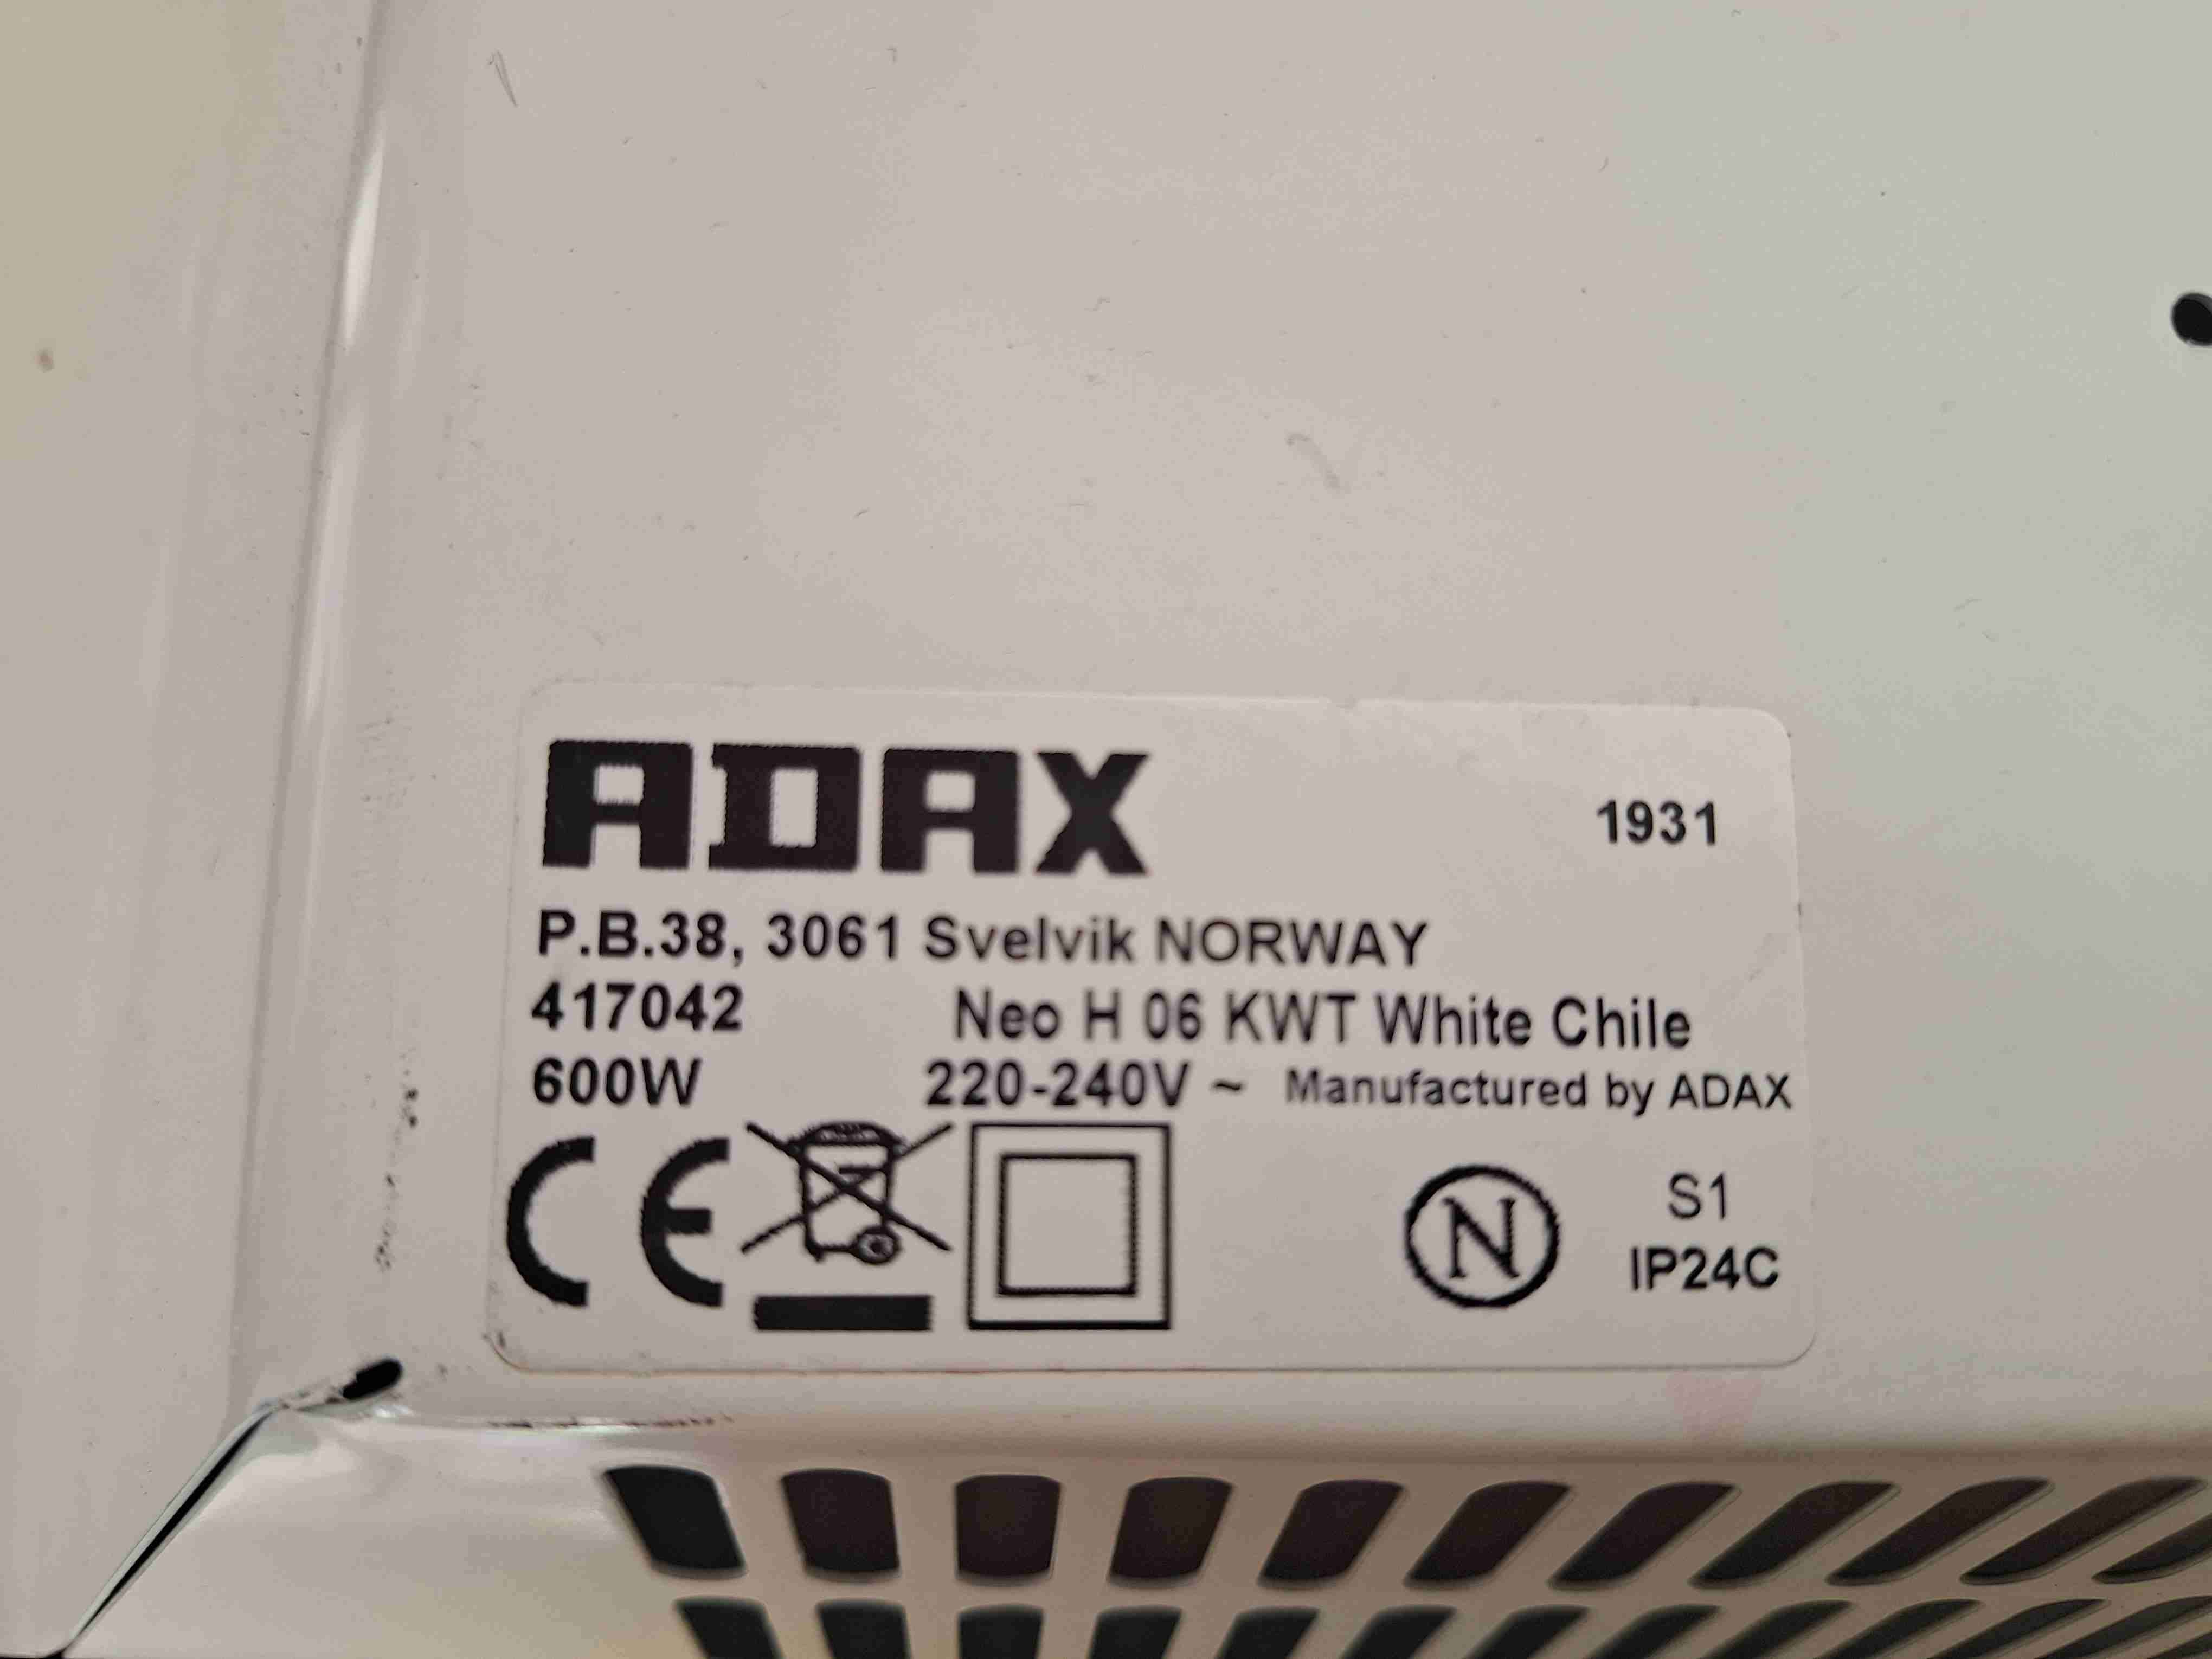 ADAX
1931
P.B.38, 3061 Svelvik NORWAY
417042 Neo H 06 KWT White Chile
600W 220-240V ~ Manufactured by ADAX
CE N S1
IP24C